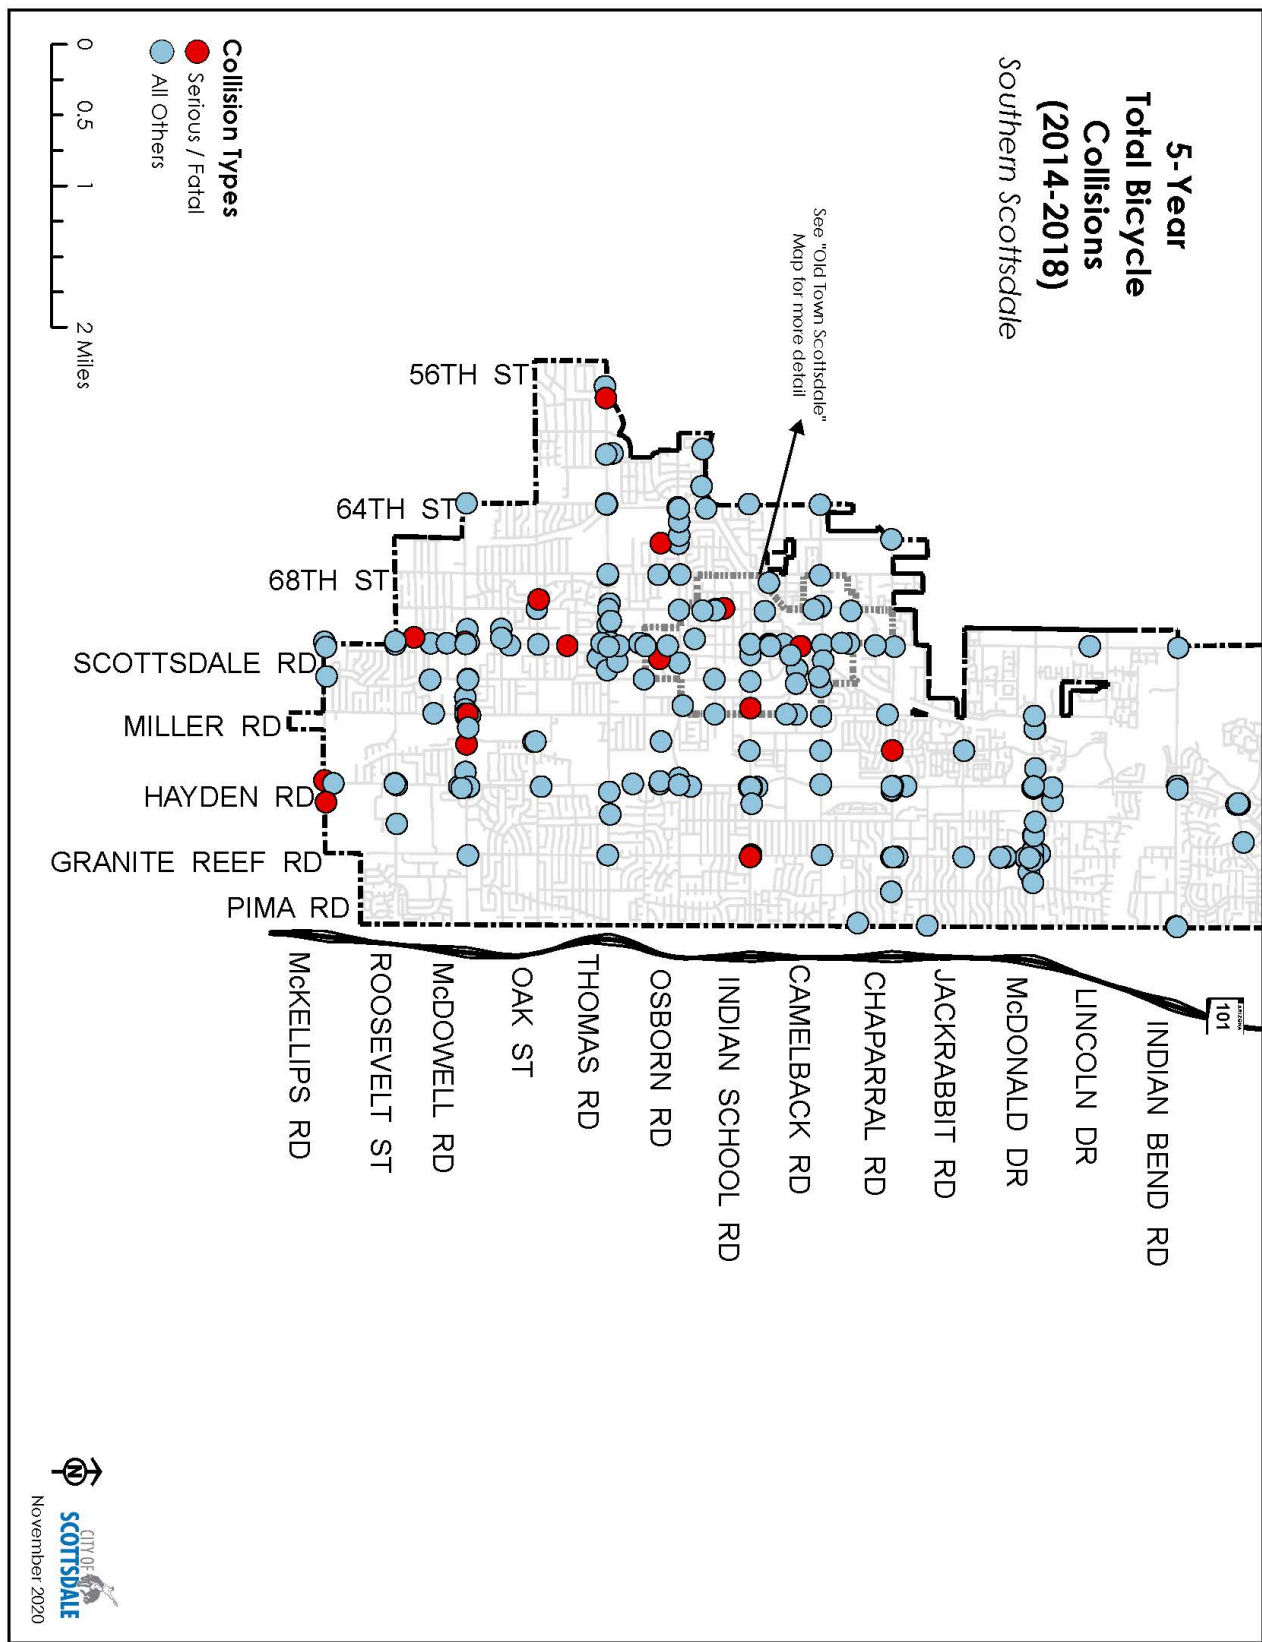 5-Year
Total Bicycle
Collisions
(2014-2018)
Southern Scottsdale
See "Old Town Scottsdale"
Map for more detail
Collision Types
Serious / Fatal
All Others
0 0.5 1 2 Miles
56TH ST
64TH ST
68TH ST
SCOTTSDALE RD
MILLER RD
HAYDEN RD
GRANITE REEF RD
PIMA RD
INDIAN BEND RD
LINCOLN DR
McDONALD DR
JACKRABBIT RD
CHAPARRAL RD
CAMELBACK RD
INDIAN SCHOOL RD
OSBORN RD
THOMAS RD
OAK ST
McDOWELL RD
ROOSEVELT ST
McKELLIPS RD
ARIZONA
101
N
CITY OF
SCOTTSDALE
November 2020